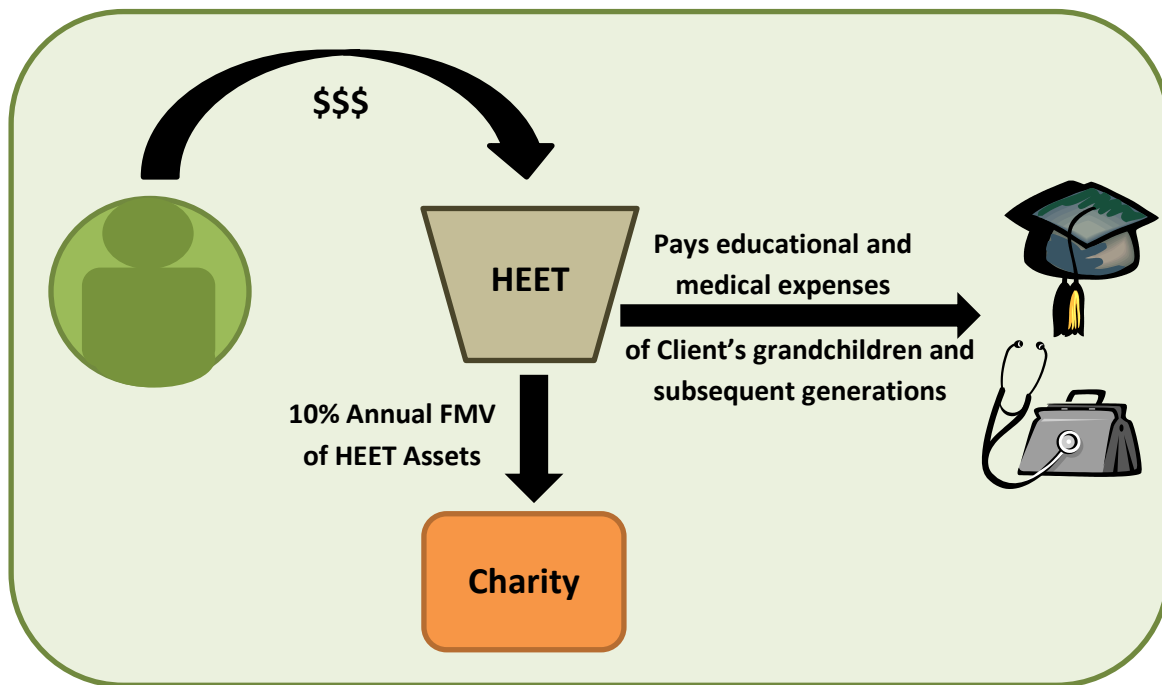 $$$
HEET
Pays educational and
medical expenses
of Client's grandchildren and
subsequent generations
10% Annual FMV
of HEET Assets
Charity